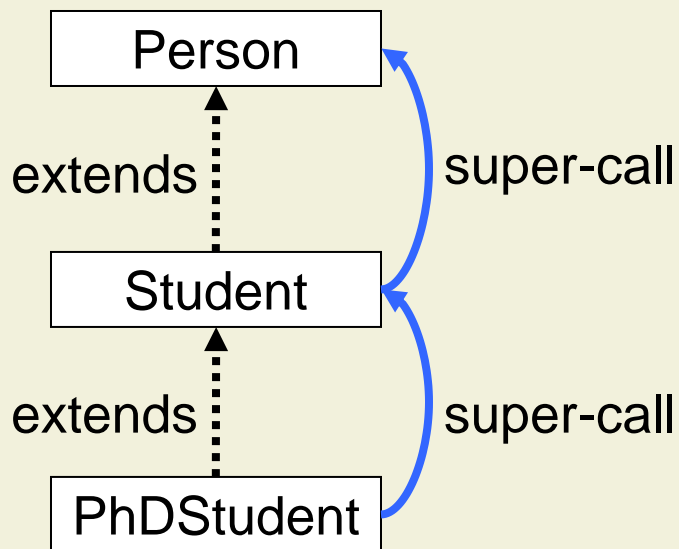 Person
extends
super-call
Student
extends
super-call
PhDStudent